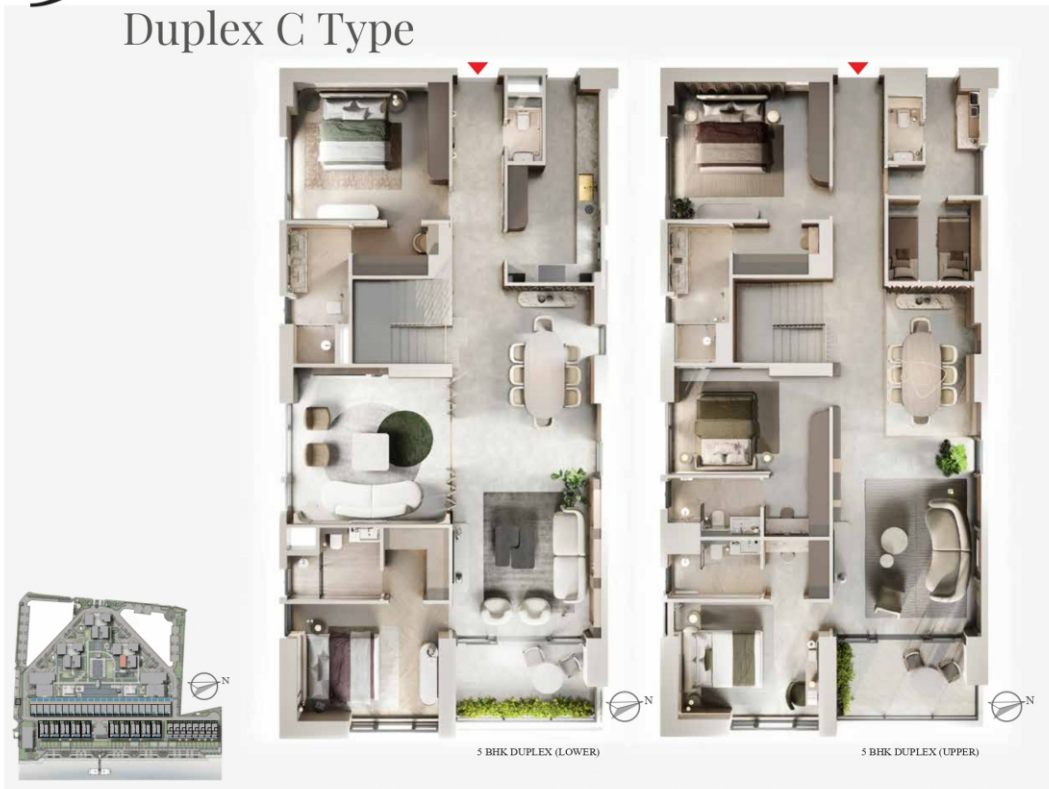 Duplex C Type
N
N
N
5 BHK DUPLEX (LOWER)
5 BHK DUPLEX (UPPER)